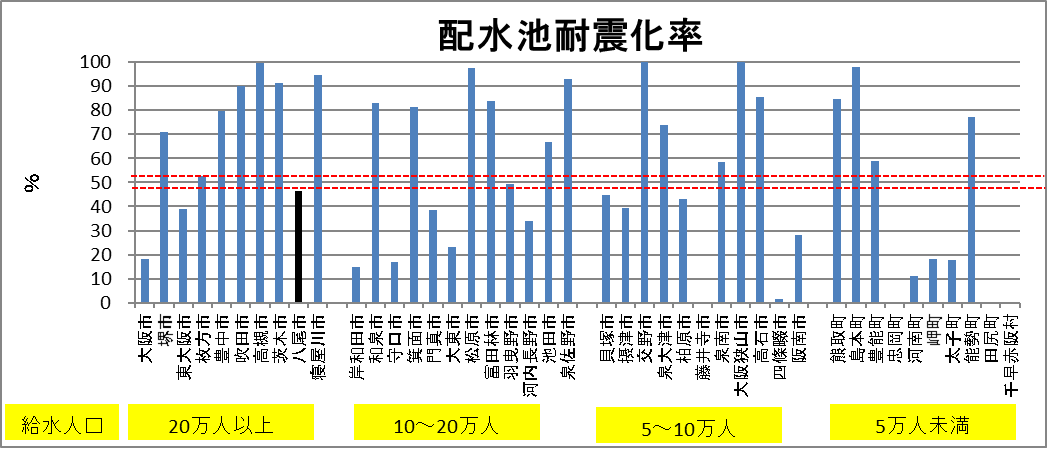 配水池耐震化率
%
100
90
80
70
60
50
40
30
20
10
0
大阪市
堺市
東大阪市
枚方市
豊中市
吹田市
高槻市
茨木市
八尾市
寝屋川市
岸和田市
和泉市
守口市
箕面市
門真市
大東市
松原市
富田林市
羽曳野市
河内長野市
池田市
泉佐野市
貝塚市
摂津市
交野市
泉大津市
柏原市
藤井寺市
泉南市
大阪狭山市
高石市
四條畷市
阪南市
熊取町
島本町
豊能町
忠岡町
河南町
岬町
太子町
能勢町
田尻町
千早赤阪村
給水人口
20万人以上
10～20万人
5～10万人
5万人未満